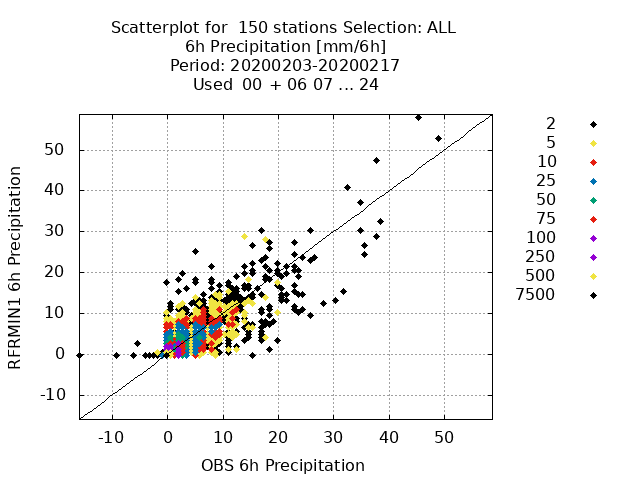 Scatterplot for  150 stations Selection: ALL
6h Precipitation [mm/6h]
Period: 20200203-20200217
Used  00 + 06 07 ... 24
2
5
10
25
50
75
100
250
500
7500
50
40
30
20
10
0
-10
RFRMIN1 6h Precipitation
-10 0 10 20 30 40 50
OBS 6h Precipitation